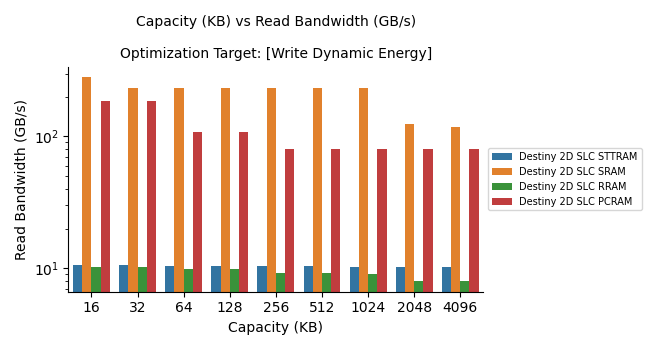 Capacity (KB) vs Read Bandwidth (GB/s)
Optimization Target: [Write Dynamic Energy]
Read Bandwidth (GB/s)
10²
10¹
16 32 64 128 256 512 1024 2048 4096
Capacity (KB)
Destiny 2D SLC STTRAM
Destiny 2D SLC SRAM
Destiny 2D SLC RRAM
Destiny 2D SLC PCRAM